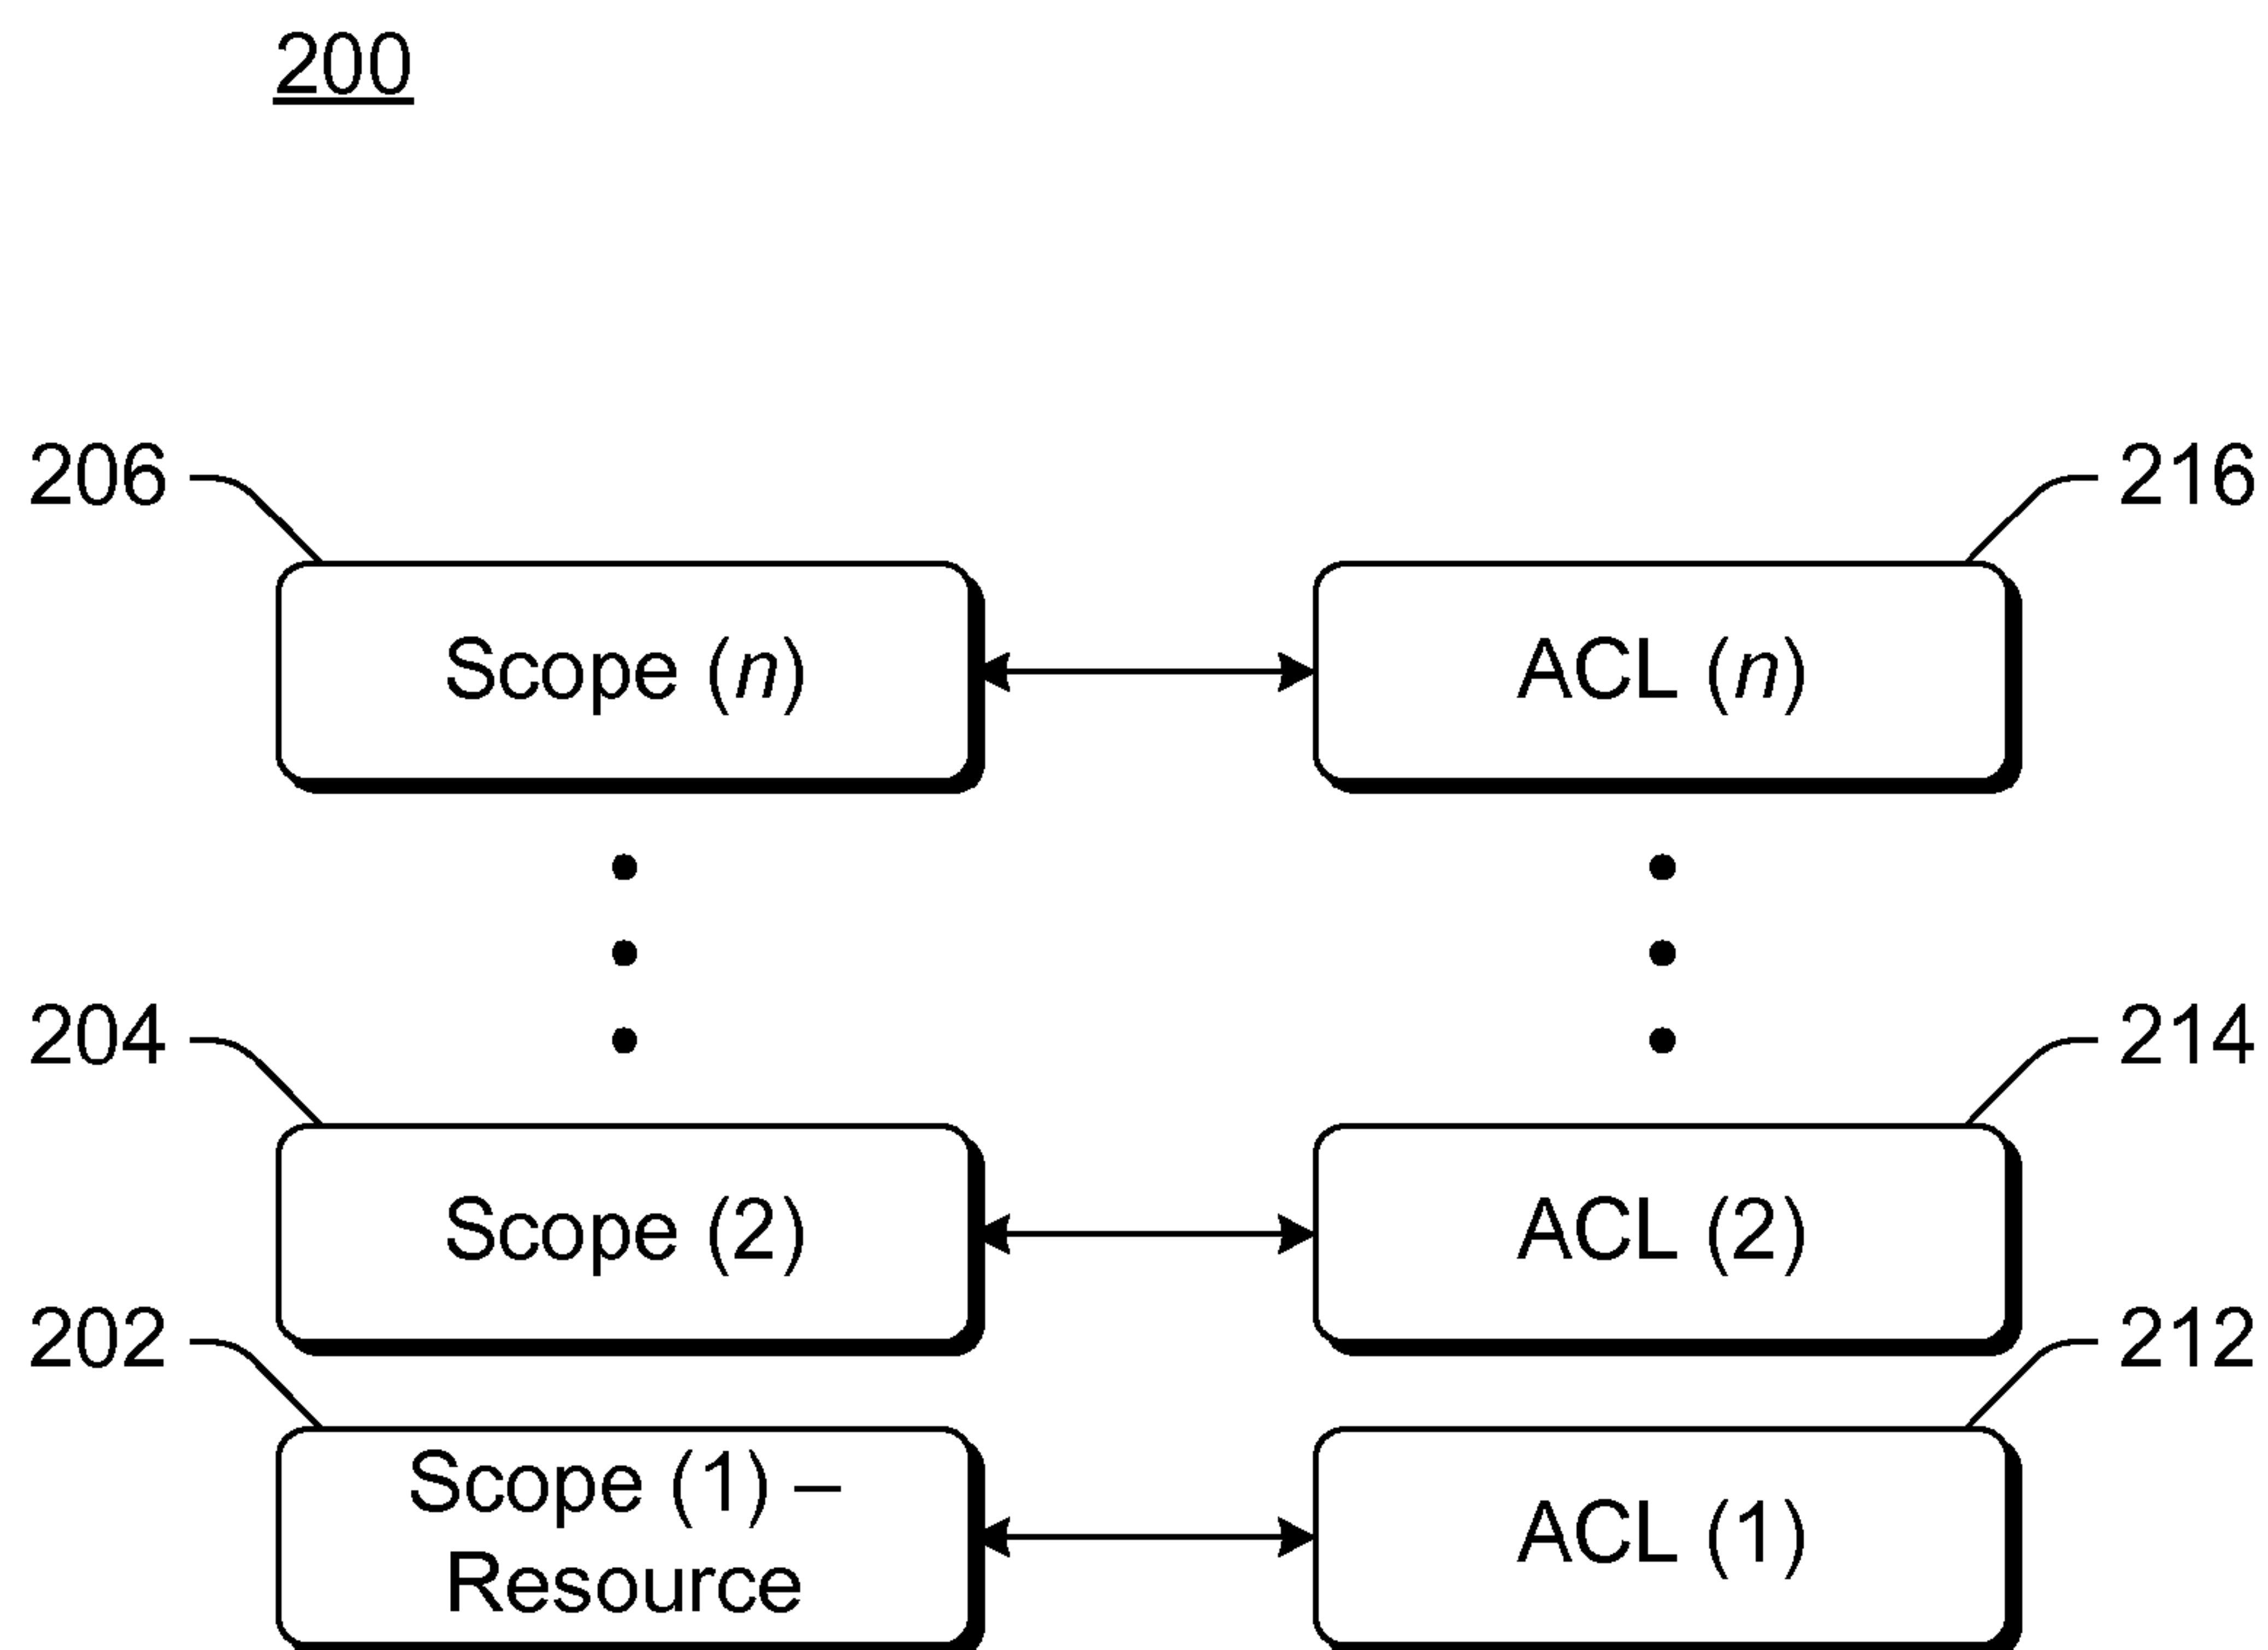 200
206
216
Scope (n)
ACL (n)
204
214
Scope (2)
ACL (2)
202
212
Scope (1) –
Resource
ACL (1)